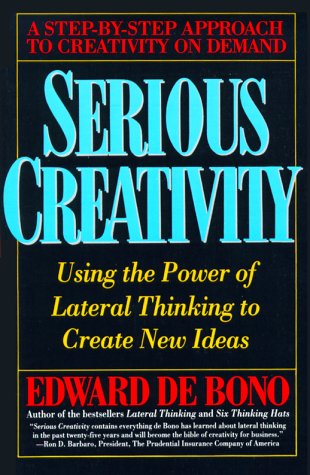 A STEP-BY-STEP APPROACH
TO CREATIVITY ON DEMAND
SERIOUS
CREATIVITY
Using the Power of
Lateral Thinking to
Create New Ideas
EDWARD DE BONO
Author of the bestsellers Lateral Thinking and Six Thinking Hats
"Serious Creativity contains everything de Bono has learned about lateral thinking
in the past twenty-five years and will become the bible of creativity for business."
—Ron D. Barbaro, President, The Prudential Insurance Company of America